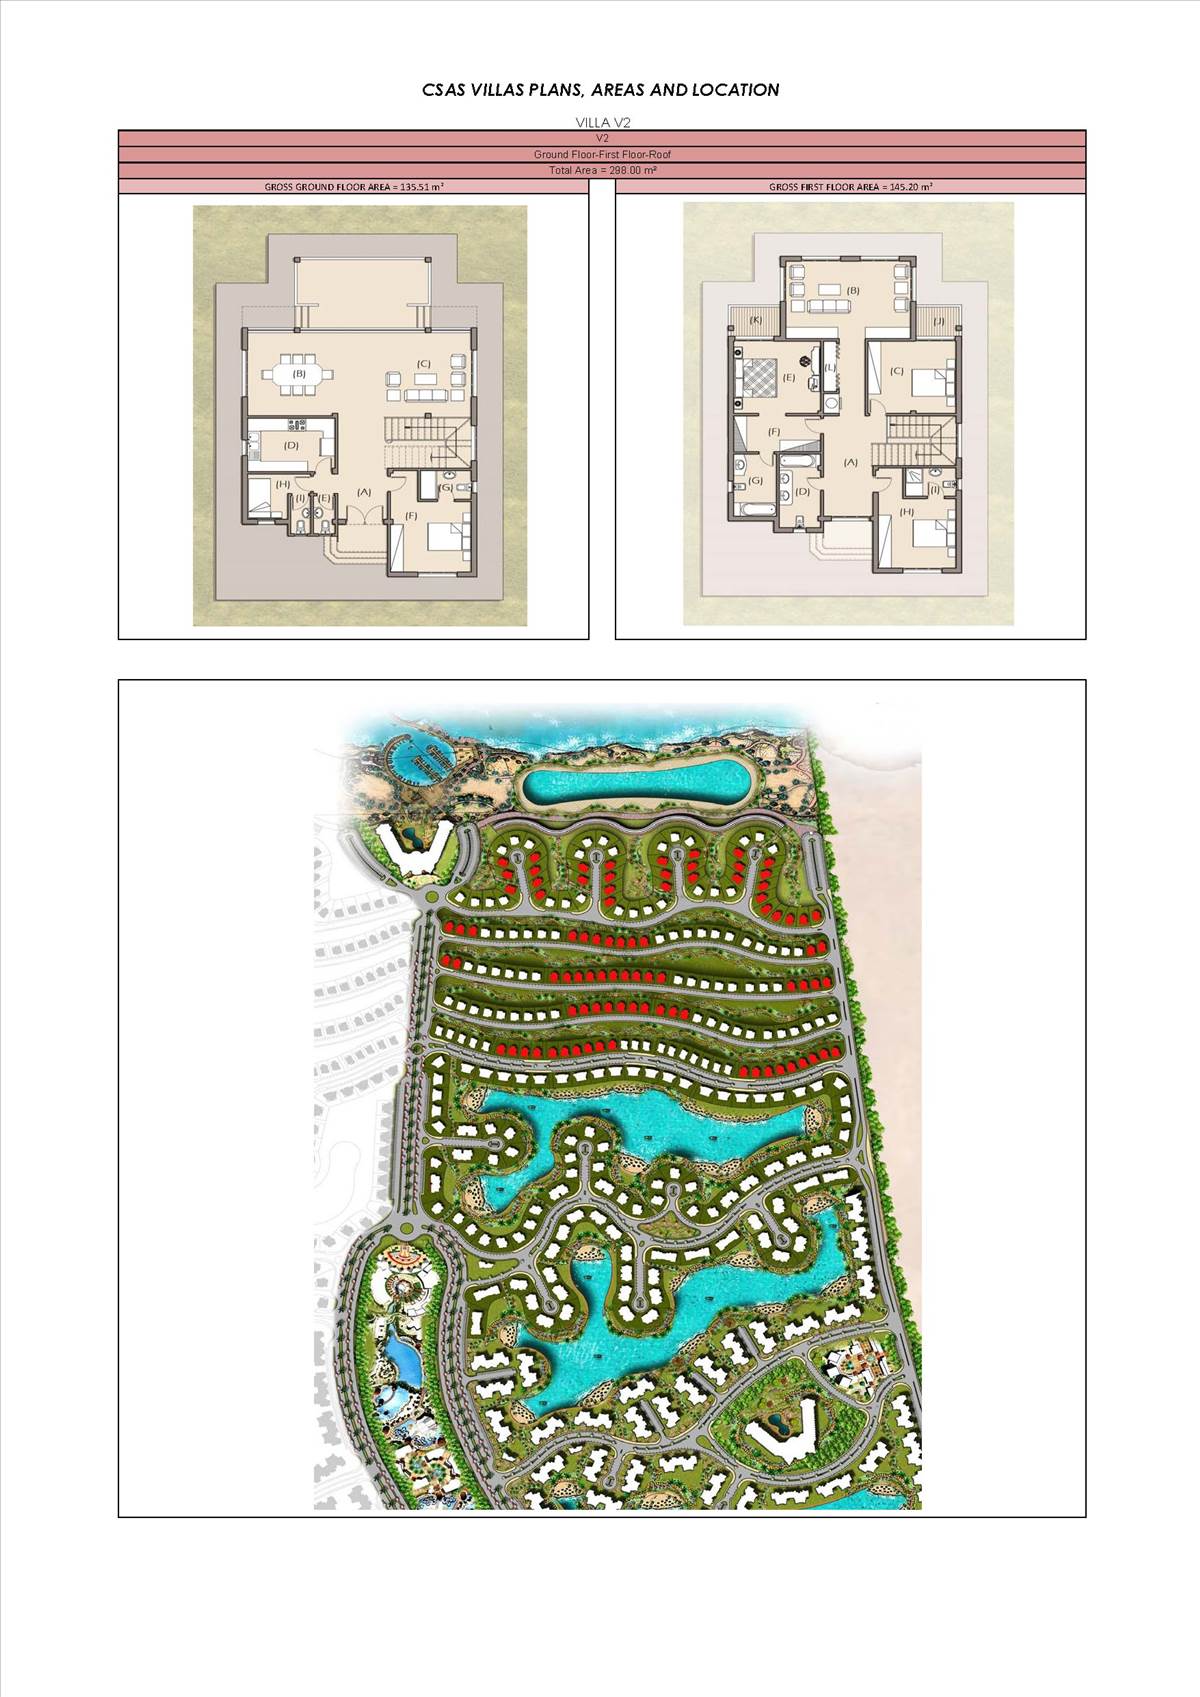 CSAS VILLAS PLANS, AREAS AND LOCATION
VILLA V2
V2
Ground Floor-First Floor-Roof
Total Area = 298.00 m²
GROSS GROUND FLOOR AREA = 135.51 m²
GROSS FIRST FLOOR AREA = 145.20 m²
(C)
(B)
(D)
(H)
(G)
(I)
(E)
(A)
(F)
(B)
(K)
(J)
(L)
(C)
(E)
(F)
(A)
(G)
(D)
(I)
(H)